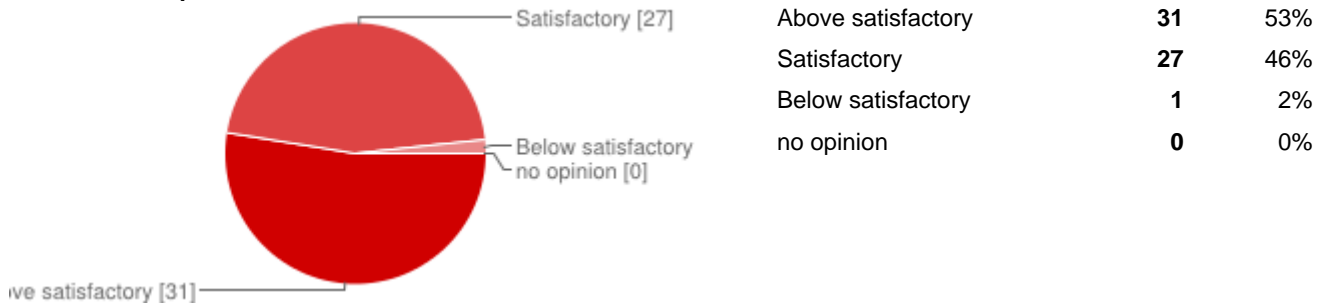 Satisfactory [27]
Below satisfactory
no opinion [0]
ve satisfactory [31]
Above satisfactory 31 53%
Satisfactory 27 46%
Below satisfactory 1 2%
no opinion 0 0%